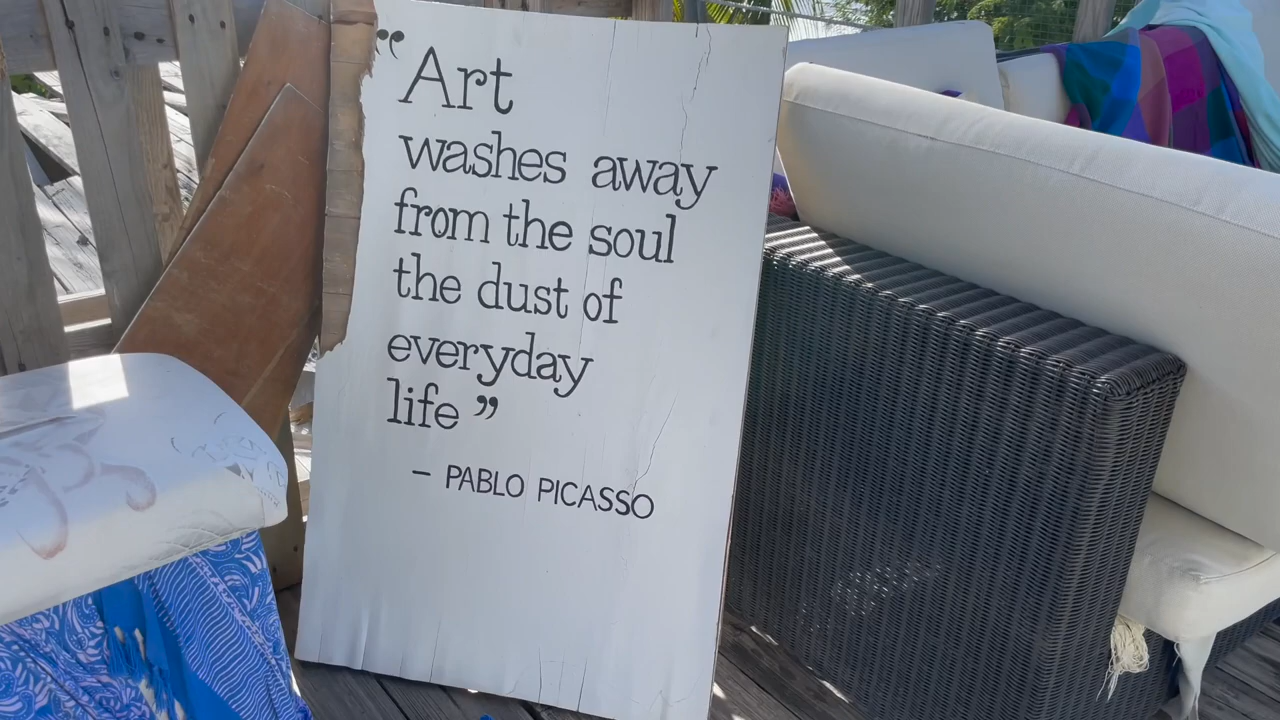 “Art
washes away
from the soul
the dust of
everyday
life”
– PABLO PICASSO